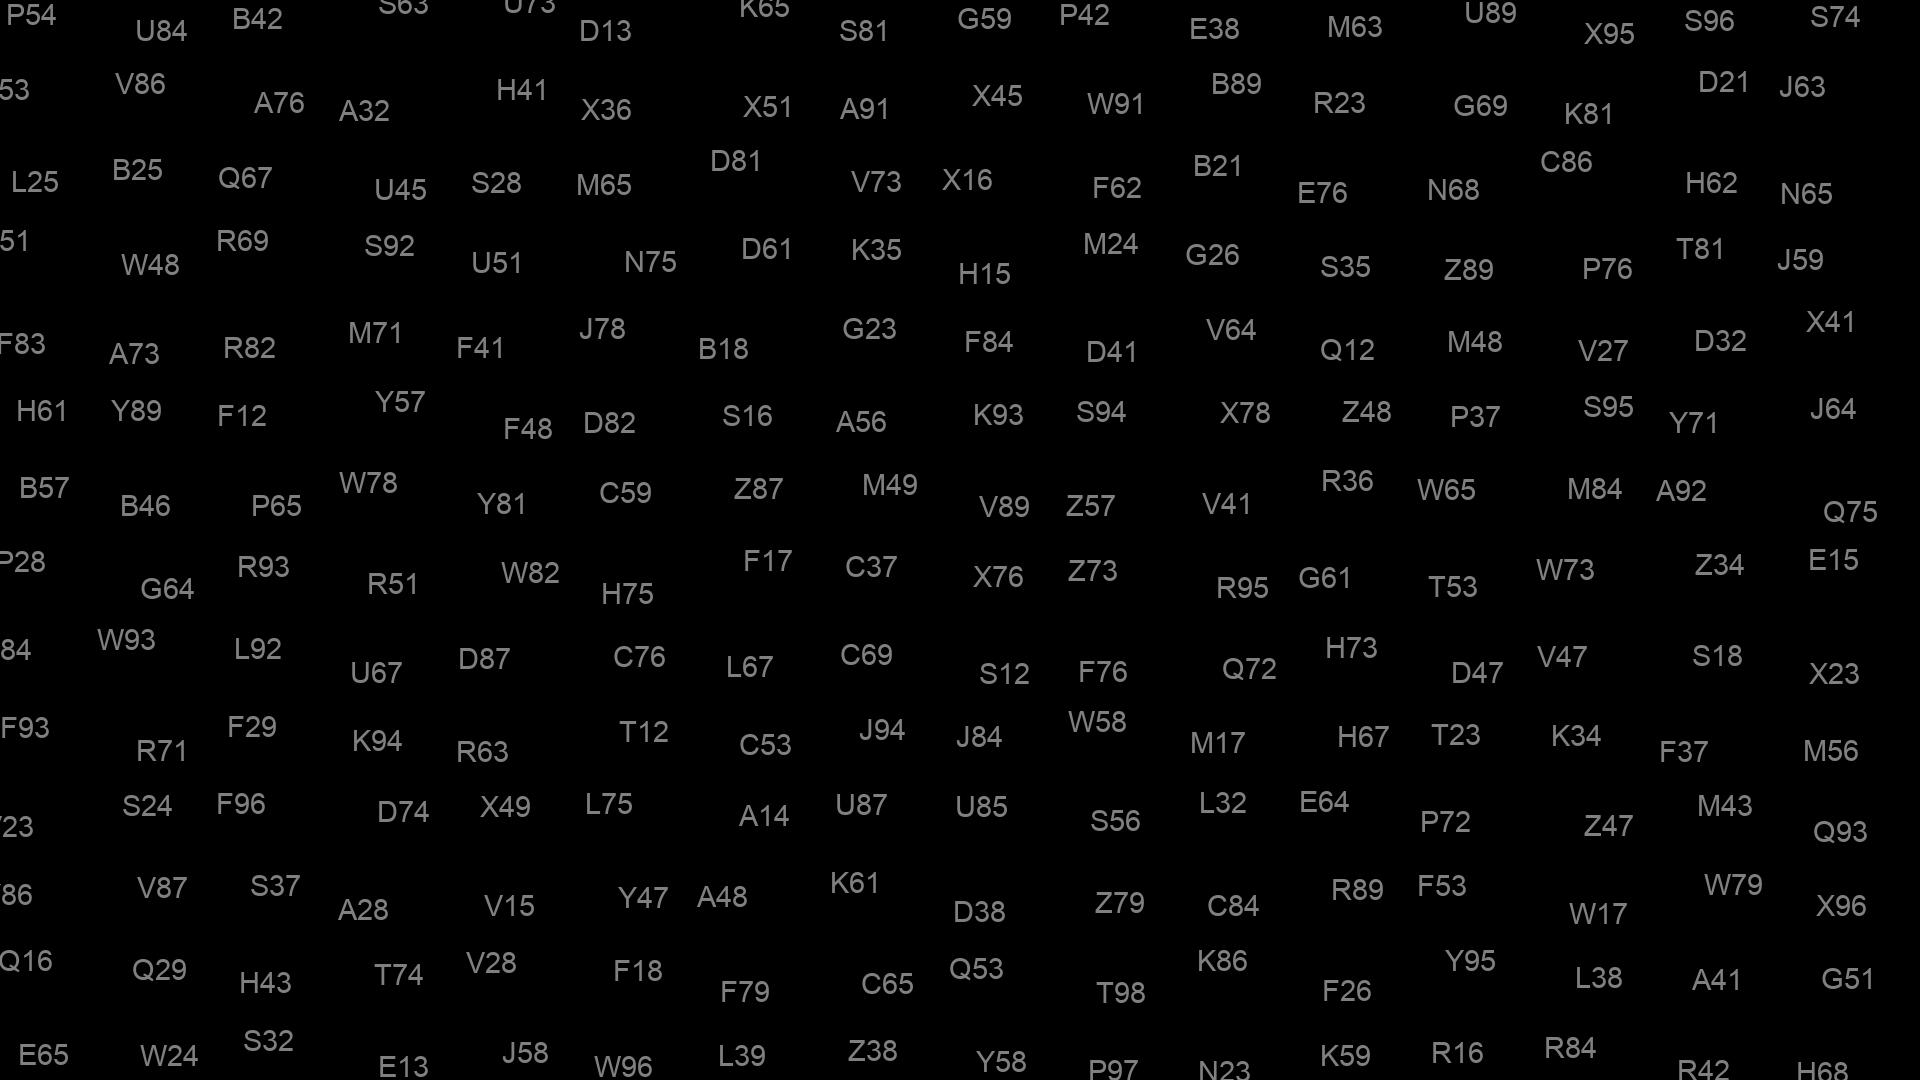 P54 U84 B42 S63 U73 D13 K65 S81 G59 P42 E38 M63 U89 X95 S96 S74
53 V86 A76 A32 H41 X36 X51 A91 X45 W91 B89 R23 G69 K81 D21 J63
L25 B25 Q67 U45 S28 M65 D81 V73 X16 F62 B21 E76 N68 C86 H62 N65
51 W48 R69 S92 U51 N75 D61 K35 H15 M24 G26 S35 Z89 P76 T81 J59
F83 A73 R82 M71 F41 J78 B18 G23 F84 D41 V64 Q12 M48 V27 D32 X41
H61 Y89 F12 Y57 F48 D82 S16 A56 K93 S94 X78 Z48 P37 S95 Y71 J64
B57 B46 P65 W78 Y81 C59 Z87 M49 V89 Z57 V41 R36 W65 M84 A92 Q75
P28 G64 R93 R51 W82 H75 F17 C37 X76 Z73 R95 G61 T53 W73 Z34 E15
84 W93 L92 U67 D87 C76 L67 C69 S12 F76 Q72 H73 D47 V47 S18 X23
F93 R71 F29 K94 R63 T12 C53 J94 J84 W58 M17 H67 T23 K34 F37 M56
23 S24 F96 D74 X49 L75 A14 U87 U85 S56 L32 E64 P72 Z47 M43 Q93
86 V87 S37 A28 V15 Y47 A48 K61 D38 Z79 C84 R89 F53 W17 W79 X96
Q16 Q29 H43 T74 V28 F18 F79 C65 Q53 T98 K86 F26 Y95 L38 A41 G51
E65 W24 S32 E13 J58 W96 L39 Z38 Y58 P97 N23 K59 R16 R84 R42 H68